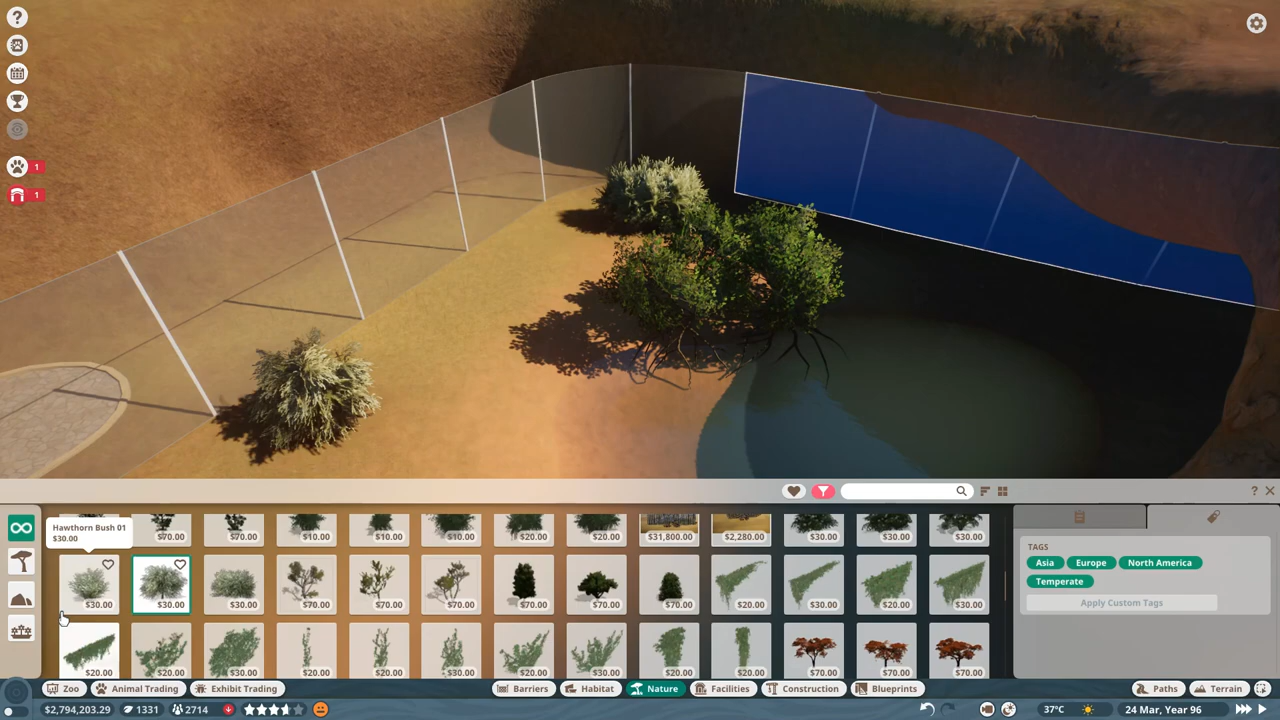 ?
1
1
? ×
Hawthorn Bush 01
$30.00
$70.00 $70.00 $10.00 $10.00 $10.00 $20.00 $20.00 $31,800.00 $2,280.00 $30.00 $30.00 $30.00
$30.00 $30.00 $30.00 $70.00 $70.00 $70.00 $70.00 $70.00 $70.00 $20.00 $30.00 $20.00 $30.00
$20.00 $20.00 $20.00 $20.00 $20.00 $30.00 $20.00 $30.00 $20.00 $20.00 $70.00 $70.00 $70.00
TAGS
Asia Europe North America
Temperate
Apply Custom Tags
Zoo Animal Trading Exhibit Trading Barriers Habitat Nature Facilities Construction Blueprints Paths Terrain
$2,794,203.29 1331 2714 37°C 24 Mar, Year 96